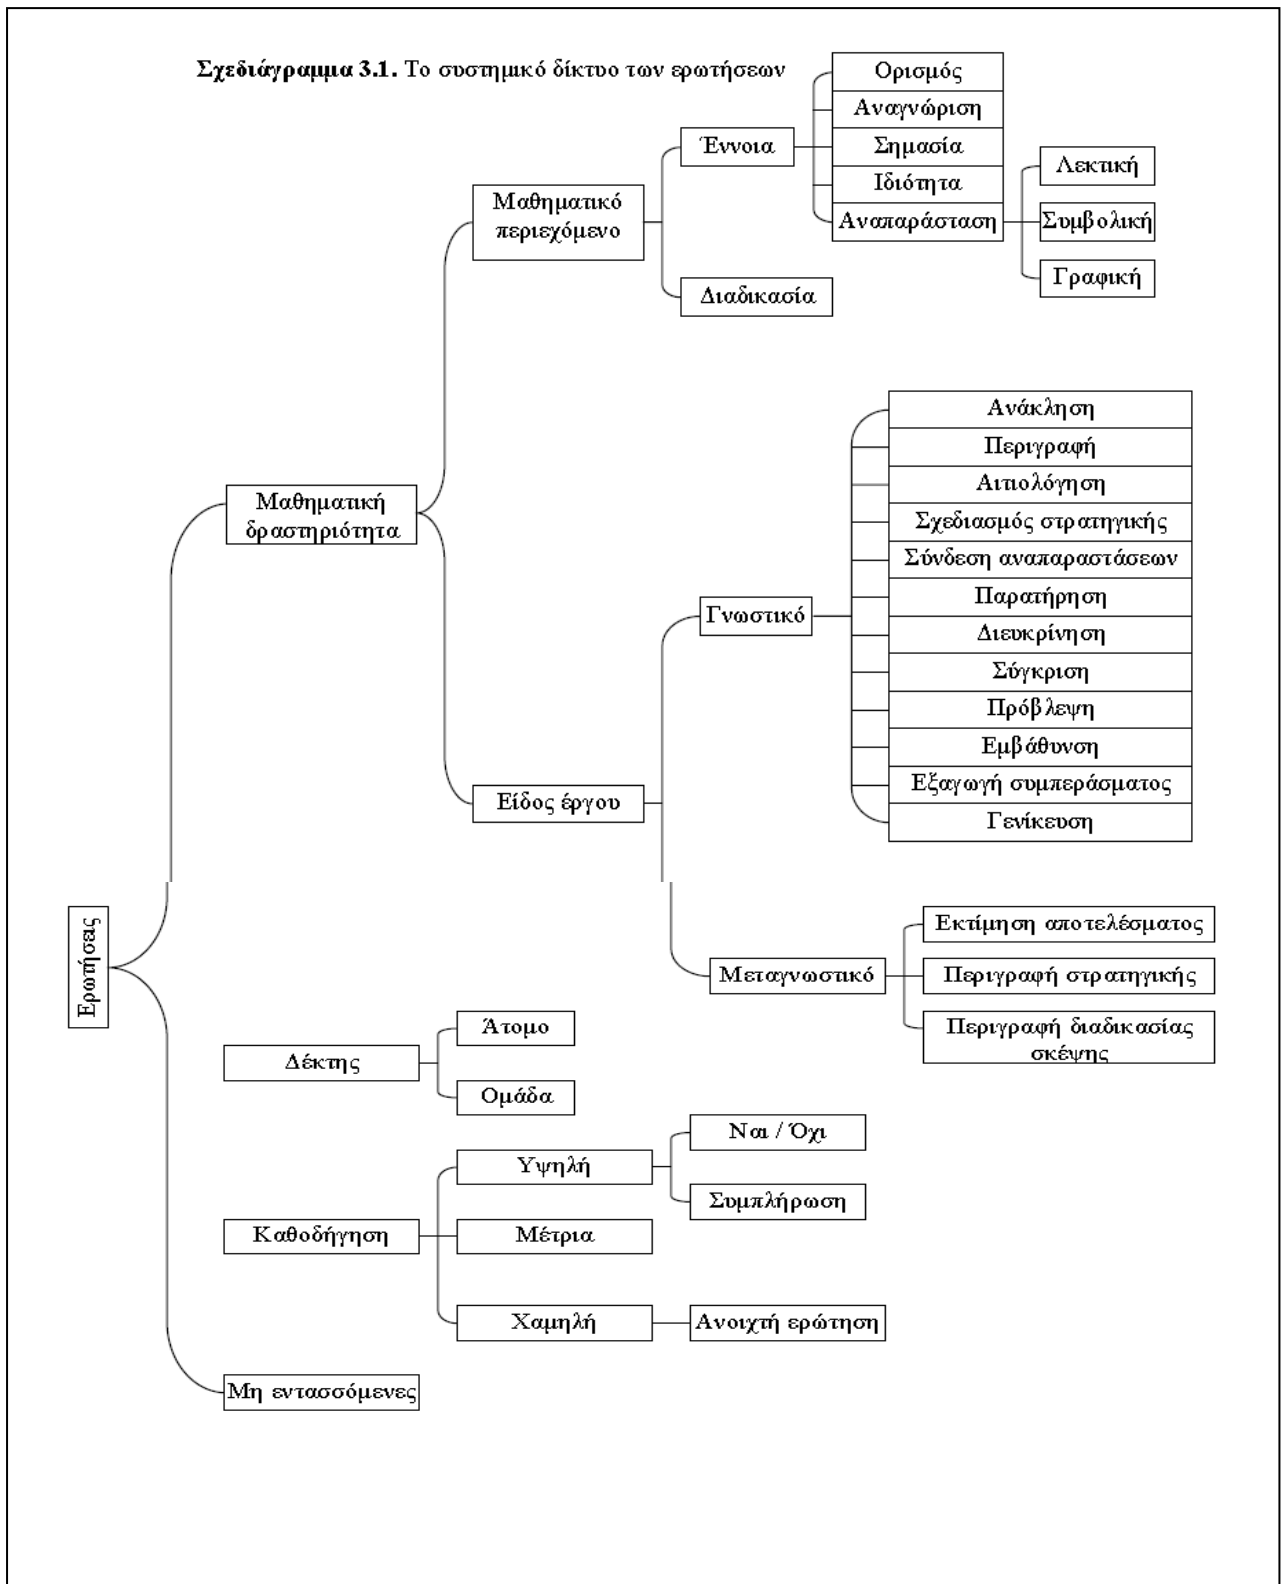 Σχεδιάγραμμα 3.1. Το συστημικό δίκτυο των ερωτήσεων
Ορισμός
Αναγνώριση
Έννοια
Σημασία
Λεκτική
Ιδιότητα
Μαθηματικό
περιεχόμενο
Αναπαράσταση
Συμβολική
Γραφική
Διαδικασία
Ανάκληση
Περιγραφή
Αιτιολόγηση
Μαθηματική
δραστηριότητα
Σχεδιασμός στρατηγικής
Σύνδεση αναπαραστάσεων
Παρατήρηση
Γνωστικό
Διευκρίνηση
Σύγκριση
Πρόβλεψη
Εμβάθυνση
Εξαγωγή συμπεράσματος
Είδος έργου
Γενίκευση
Ερωτήσεις
Εκτίμηση αποτελέσματος
Μεταγνωστικό
Περιγραφή στρατηγικής
Περιγραφή διαδικασίας
σκέψης
Άτομο
Δέκτης
Ομάδα
Ναι / Όχι
Υψηλή
Συμπλήρωση
Καθοδήγηση
Μέτρια
Χαμηλή
Ανοιχτή ερώτηση
Μη εντασσόμενες